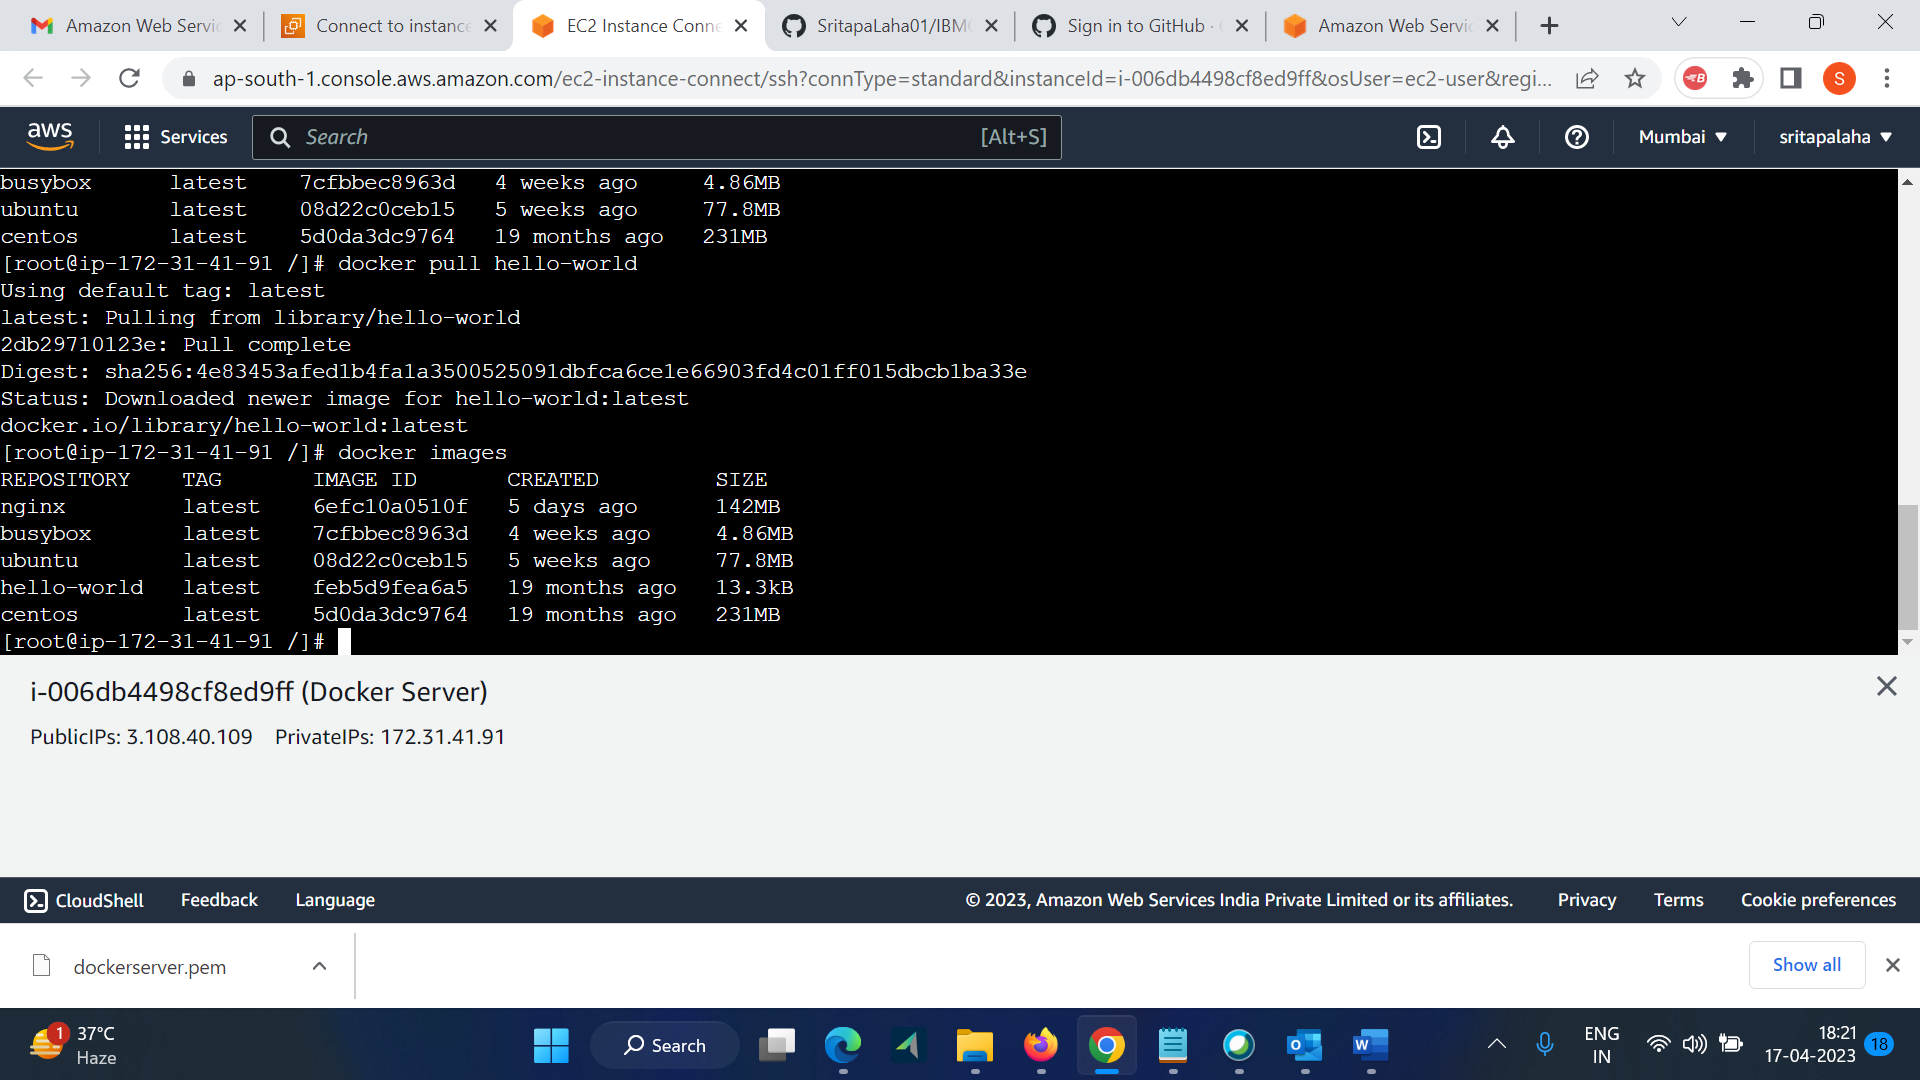 Amazon Web Servic
Connect to instance
EC2 Instance Conne
SritapaLaha01/IBM
Sign in to GitHub ·
Amazon Web Servic
ap-south-1.console.aws.amazon.com/ec2-instance-connect/ssh?connType=standard&instanceId=i-006db4498cf8ed9ff&osUser=ec2-user&regi...
B
S
aws
Services
Search
[Alt+S]
Mumbai
sritapalaha
busybox latest 7cfbbec8963d 4 weeks ago 4.86MB
ubuntu latest 08d22c0ceb15 5 weeks ago 77.8MB
centos latest 5d0da3dc9764 19 months ago 231MB
[root@ip-172-31-41-91 /]# docker pull hello-world
Using default tag: latest
latest: Pulling from library/hello-world
2db29710123e: Pull complete
Digest: sha256:4e83453afed1b4fa1a3500525091dbfca6ce1e66903fd4c01ff015dbcb1ba33e
Status: Downloaded newer image for hello-world:latest
docker.io/library/hello-world:latest
[root@ip-172-31-41-91 /]# docker images
REPOSITORY TAG IMAGE ID CREATED SIZE
nginx latest 6efc10a0510f 5 days ago 142MB
busybox latest 7cfbbec8963d 4 weeks ago 4.86MB
ubuntu latest 08d22c0ceb15 5 weeks ago 77.8MB
hello-world latest feb5d9fea6a5 19 months ago 13.3kB
centos latest 5d0da3dc9764 19 months ago 231MB
[root@ip-172-31-41-91 /]#
i-006db4498cf8ed9ff (Docker Server)
PublicIPs: 3.108.40.109 PrivateIPs: 172.31.41.91
CloudShell
Feedback
Language
© 2023, Amazon Web Services India Private Limited or its affiliates.
Privacy
Terms
Cookie preferences
dockerserver.pem
Show all
1
37°C
Haze
Search
ENG
IN
18:21
17-04-2023
18